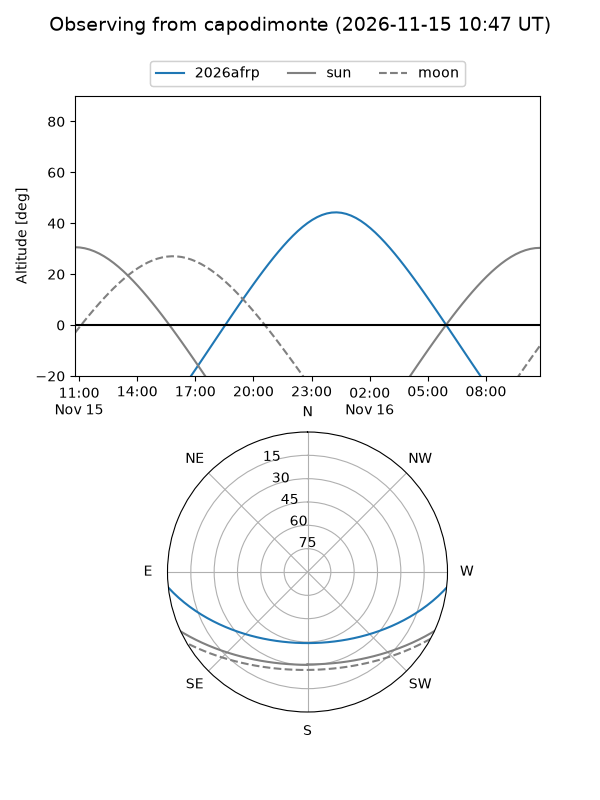 Observing from capodimonte (2026-11-15 10:47 UT)
2026afrp sun moon
80
60
40
20
0
−20
Altitude [deg]
11:00 14:00 17:00 20:00 23:00 02:00 05:00 08:00
Nov 15 Nov 16
N
NE NW
15
30
45
60
75
E W
SE SW
S